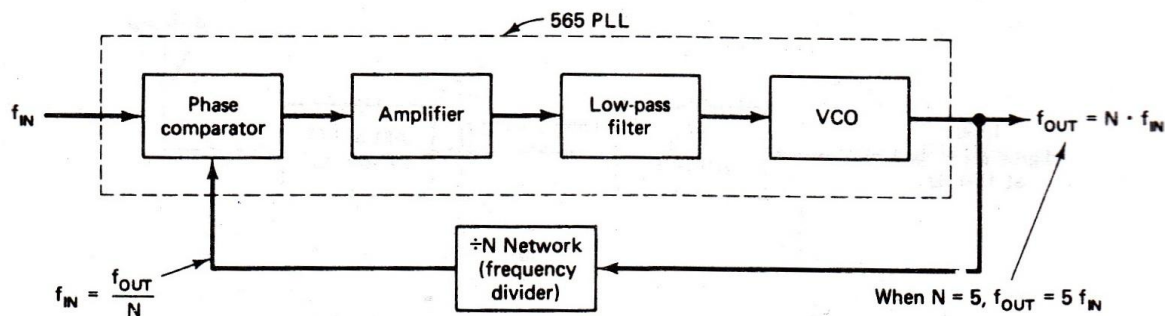 565 PLL
f_IN
Phase
comparator
Amplifier
Low-pass
filter
VCO
f_OUT = N · f_IN
÷N Network
(frequency
divider)
f_IN = f_OUT
N
When N = 5, f_OUT = 5 f_IN